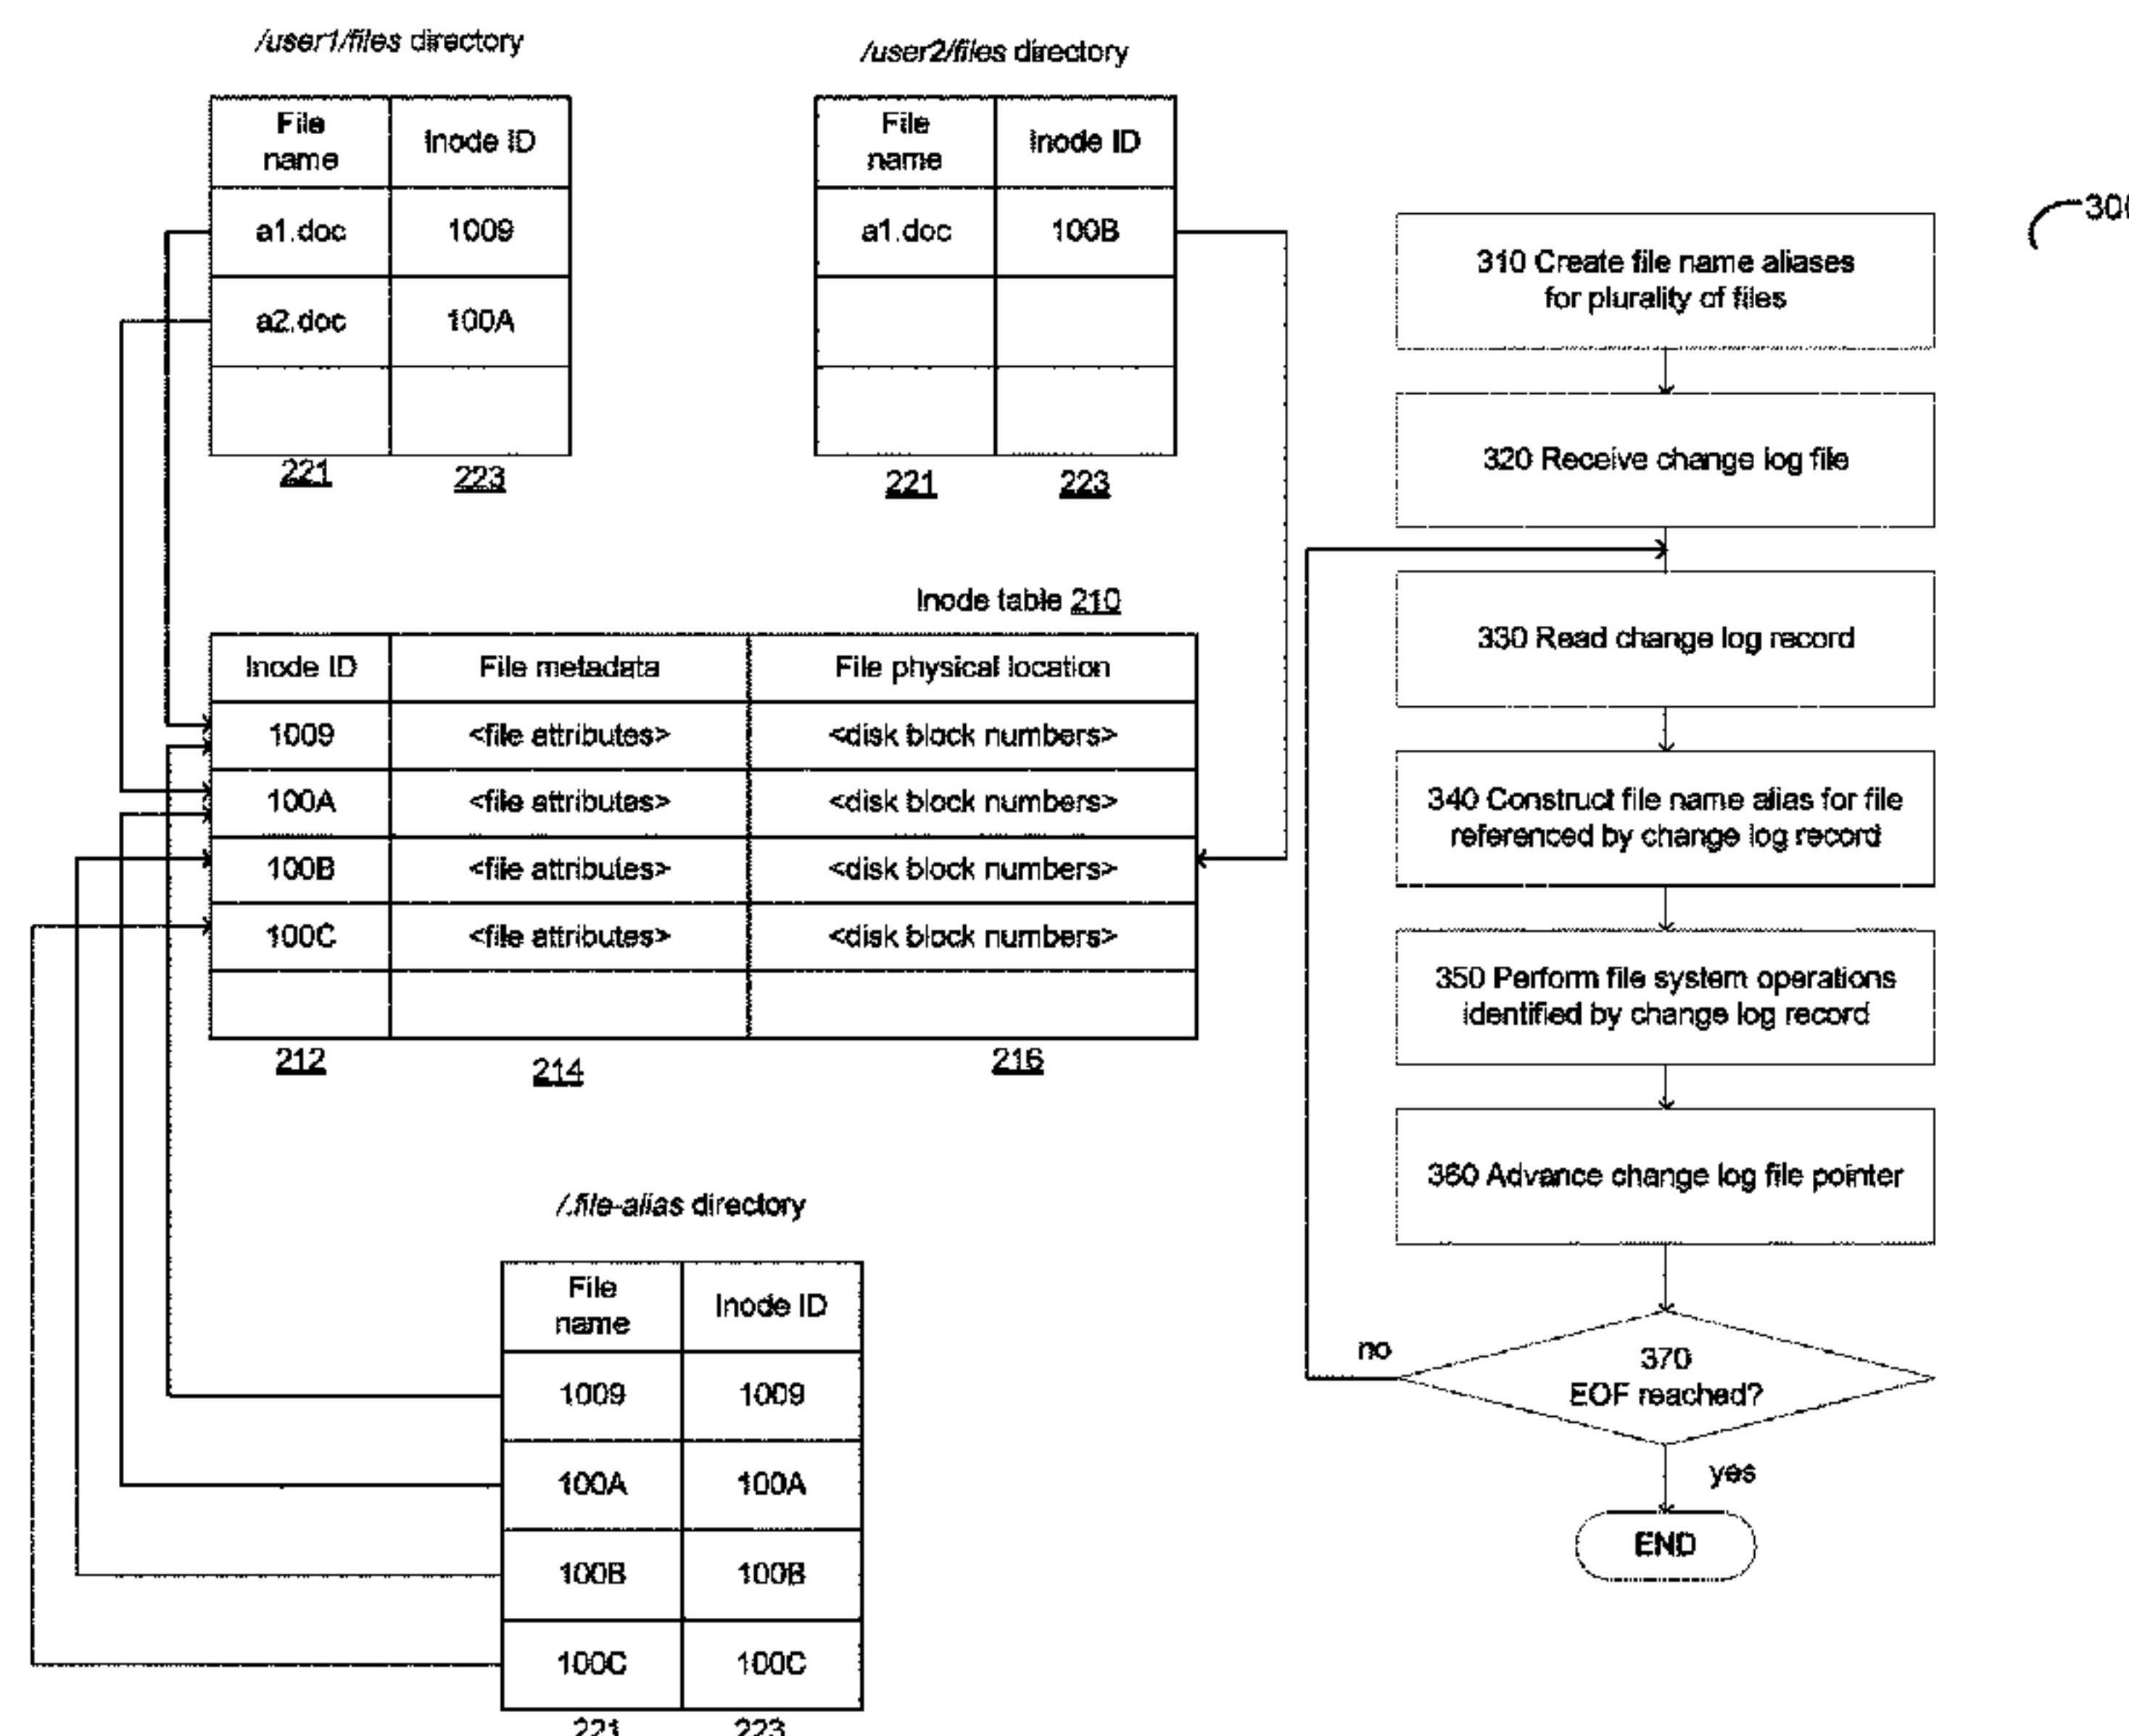 /user1/files directory
File name Inode ID
a1.doc 1009
a2.doc 100A
221 223
/user2/files directory
File name Inode ID
a1.doc 100B
221 223
Inode table 210
Inode ID File metadata File physical location
1009 <file attributes> <disk block numbers>
100A <file attributes> <disk block numbers>
100B <file attributes> <disk block numbers>
100C <file attributes> <disk block numbers>
212 214 216
/.file-alias directory
File name Inode ID
1009 1009
100A 100A
100B 100B
100C 100C
221 223
300
310 Create file name aliases
for plurality of files
320 Receive change log file
330 Read change log record
340 Construct file name alias for file
referenced by change log record
350 Perform file system operations
identified by change log record
360 Advance change log file pointer
370
EOF reached?
no
yes
END